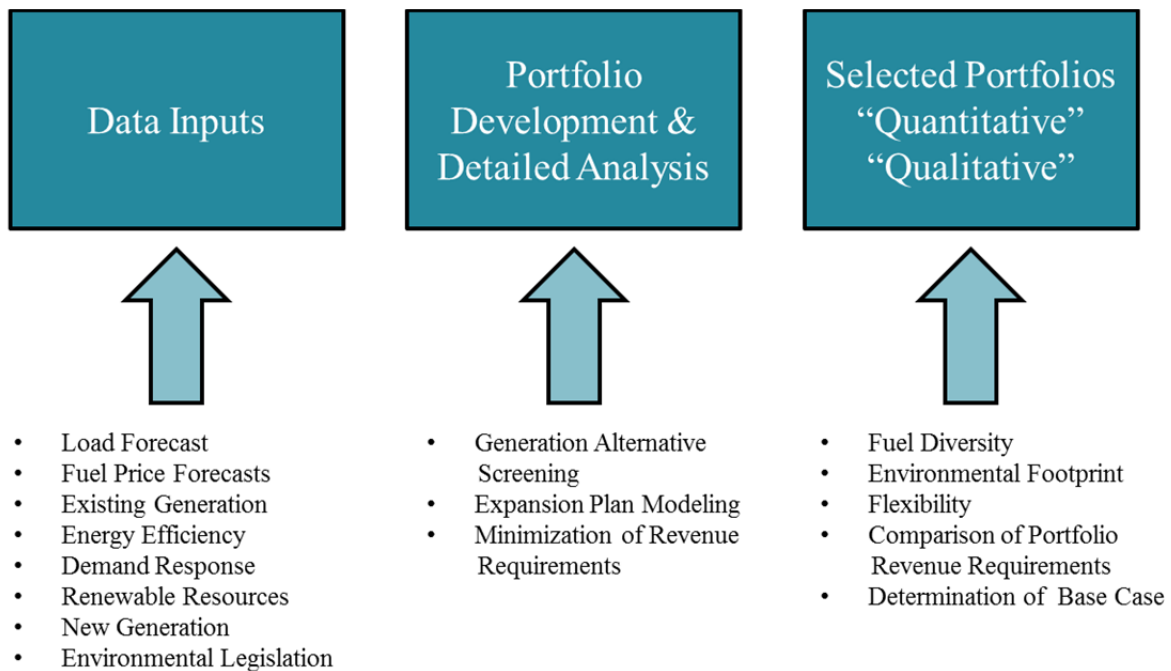 Data Inputs
• Load Forecast
• Fuel Price Forecasts
• Existing Generation
• Energy Efficiency
• Demand Response
• Renewable Resources
• New Generation
• Environmental Legislation
Portfolio
Development &
Detailed Analysis
• Generation Alternative
Screening
• Expansion Plan Modeling
• Minimization of Revenue
Requirements
Selected Portfolios
“Quantitative”
“Qualitative”
• Fuel Diversity
• Environmental Footprint
• Flexibility
• Comparison of Portfolio
Revenue Requirements
• Determination of Base Case